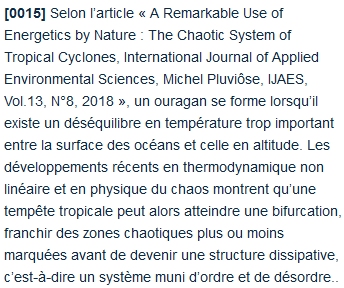 [0015] Selon l'article « A Remarkable Use of
Energetics by Nature : The Chaotic System of
Tropical Cyclones, International Journal of Applied
Environmental Sciences, Michel Pluviôse, IJAES,
Vol.13, N°8, 2018 », un ouragan se forme lorsqu'il
existe un déséquilibre en température trop important
entre la surface des océans et celle en altitude. Les
développements récents en thermodynamique non
linéaire et en physique du chaos montrent qu'une
tempête tropicale peut alors atteindre une bifurcation,
franchir des zones chaotiques plus ou moins
marquées avant de devenir une structure dissipative,
c'est-à-dire un système muni d'ordre et de désordre..